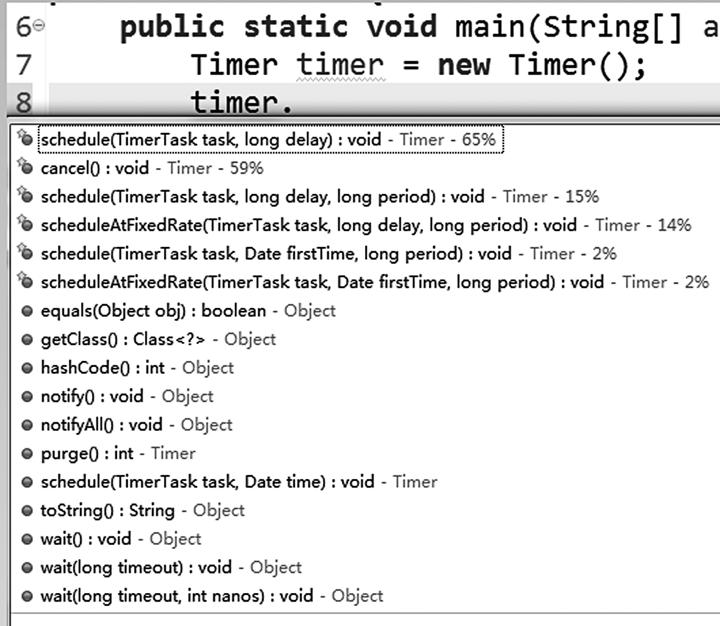 6 public static void main(String[] a
7 Timer timer = new Timer();
8 timer.
schedule(TimerTask task, long delay) : void - Timer - 65%
cancel() : void - Timer - 59%
schedule(TimerTask task, long delay, long period) : void - Timer - 15%
scheduleAtFixedRate(TimerTask task, long delay, long period) : void - Timer - 14%
schedule(TimerTask task, Date firstTime, long period) : void - Timer - 2%
scheduleAtFixedRate(TimerTask task, Date firstTime, long period) : void - Timer - 2%
equals(Object obj) : boolean - Object
getClass() : Class<?> - Object
hashCode() : int - Object
notify() : void - Object
notifyAll() : void - Object
purge() : int - Timer
schedule(TimerTask task, Date time) : void - Timer
toString() : String - Object
wait() : void - Object
wait(long timeout) : void - Object
wait(long timeout, int nanos) : void - Object